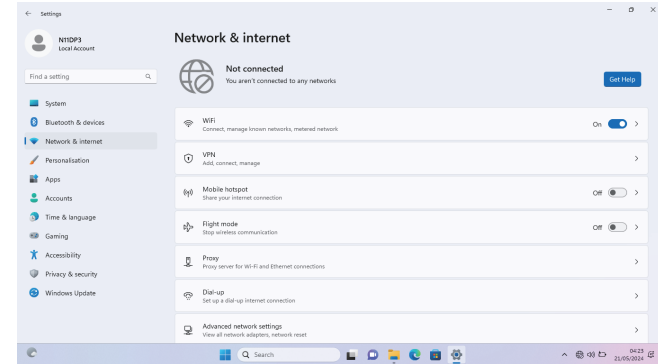 Settings
N11DP3
Local Account
Find a setting
System
Bluetooth & devices
Network & internet
Personalisation
Apps
Accounts
Time & language
Gaming
Accessibility
Privacy & security
Windows Update
Network & internet
Not connected
You aren't connected to any networks
Get Help
WiFi
Connect, manage known networks, metered network
On
VPN
Add, connect, manage
Mobile hotspot
Share your internet connection
Off
Flight mode
Stop wireless communication
Off
Proxy
Proxy server for Wi-Fi and Ethernet connections
Dial-up
Set up a dial-up internet connection
Advanced network settings
View all network adapters, network reset
Search
04:23
21/05/2024